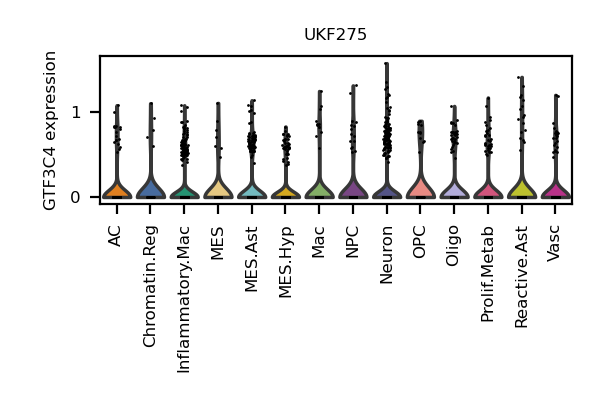 UKF275
GTF3C4 expression
1
0
AC
Chromatin.Reg
Inflammatory.Mac
MES
MES.Ast
MES.Hyp
Mac
NPC
Neuron
OPC
Oligo
Prolif.Metab
Reactive.Ast
Vasc